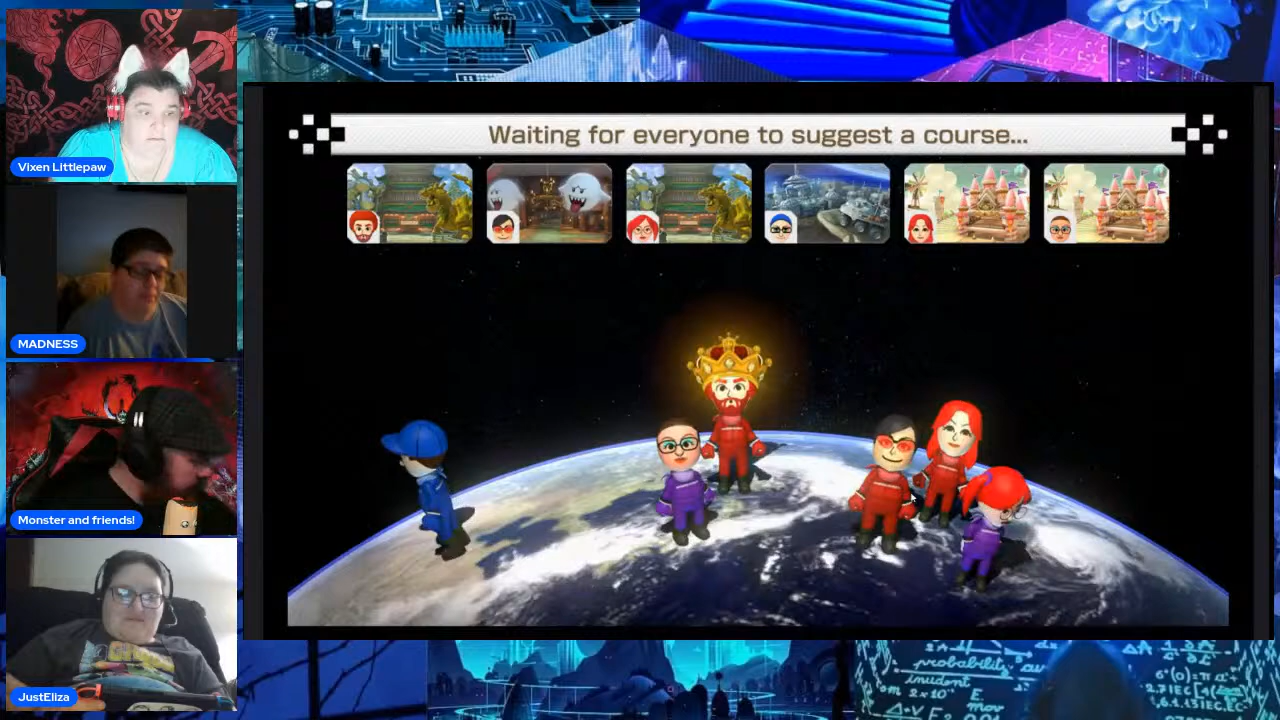 Waiting for everyone to suggest a course...
Vixen Littlepaw
MADNESS
Monster and friends!
JustEliza
probability